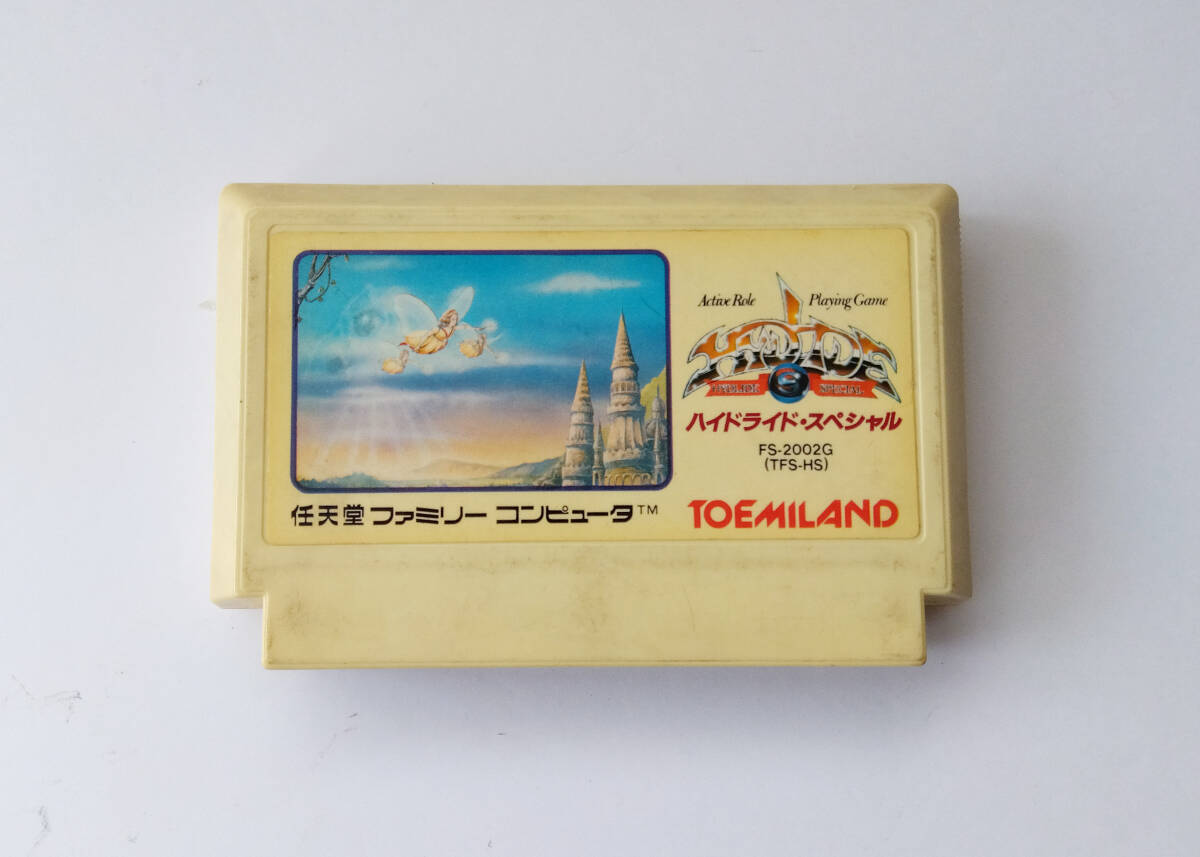 Active Role Playing Game
HYDLIDE
HYDLIDE S SPECIAL
ハイドライド・スペシャル
FS-2002G
(TFS-HS)
任天堂 ファミリー コンピュータ™
TOEMILAND